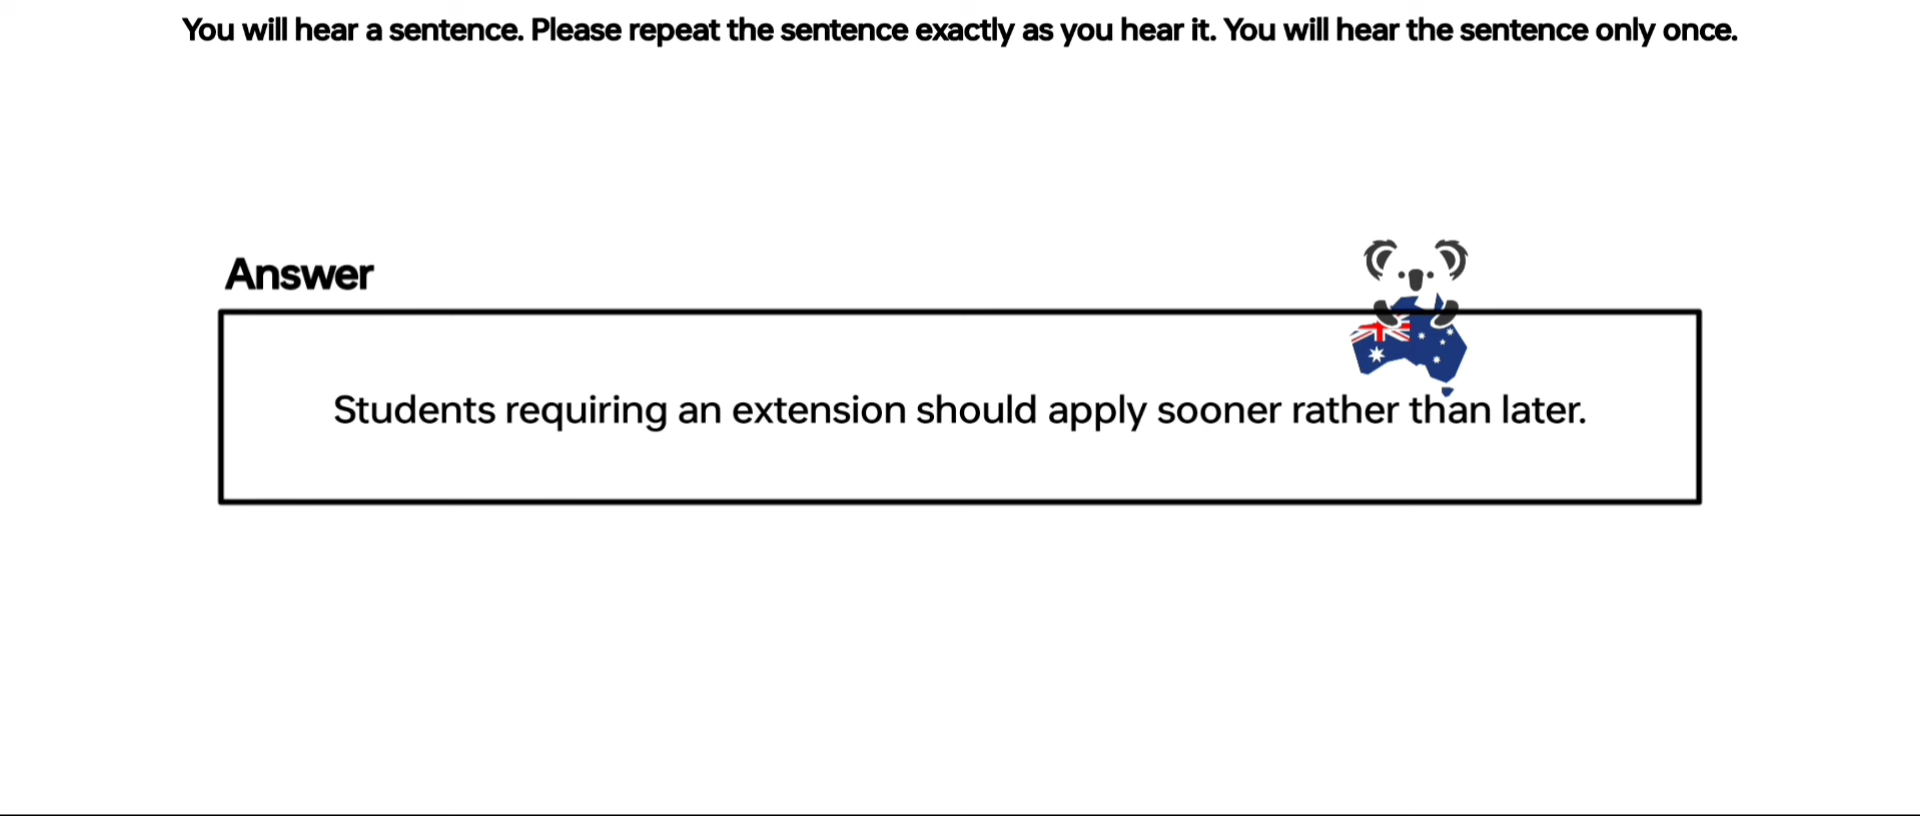 You will hear a sentence. Please repeat the sentence exactly as you hear it. You will hear the sentence only once.
Answer
Students requiring an extension should apply sooner rather than later.